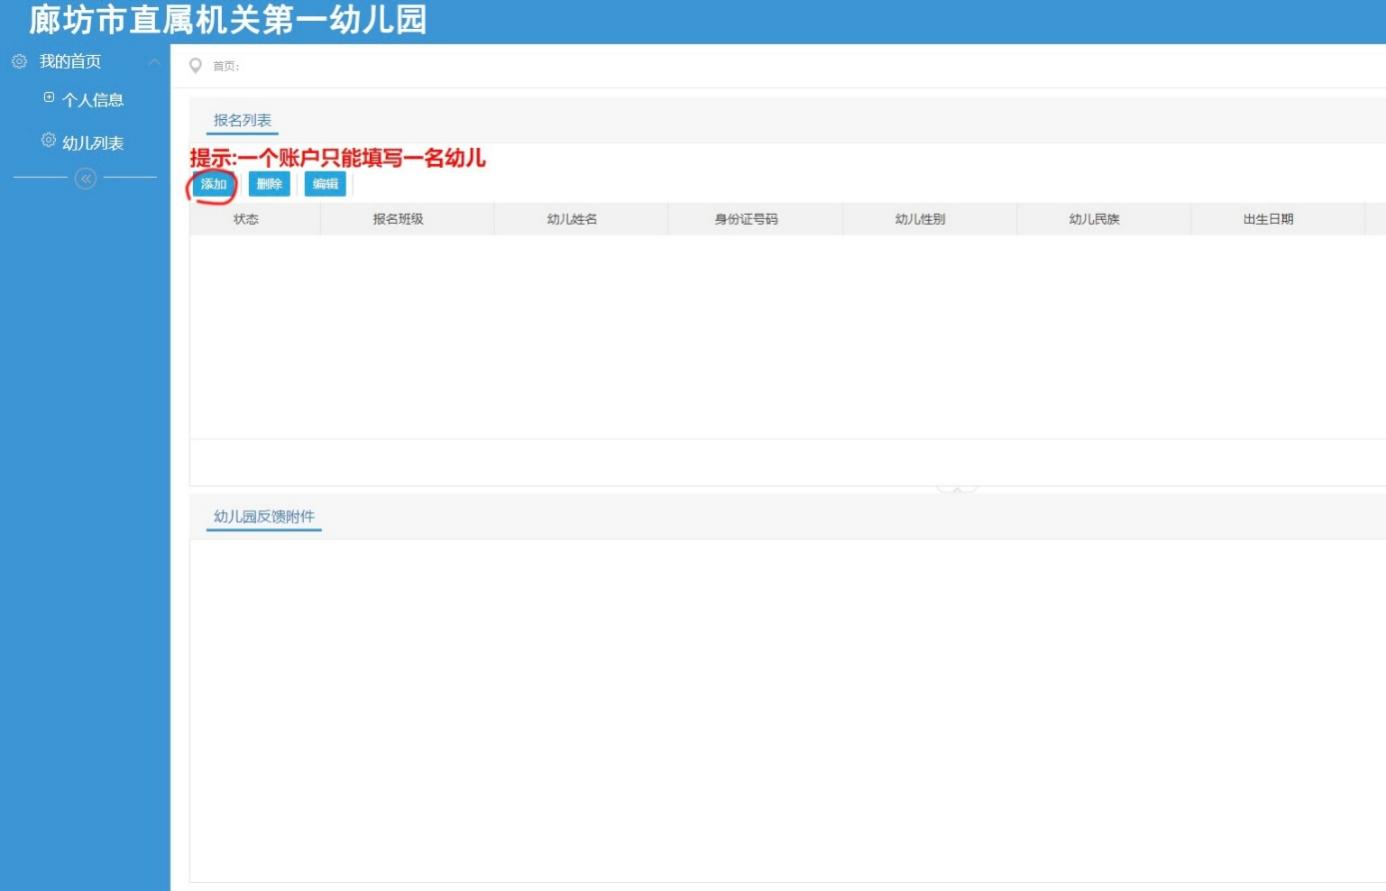 廊坊市直属机关第一幼儿园
我的首页
个人信息
幼儿列表
首页:
报名列表
提示:一个账户只能填写一名幼儿
添加 删除 编辑
状态 报名班级 幼儿姓名 身份证号码 幼儿性别 幼儿民族 出生日期
幼儿园反馈附件